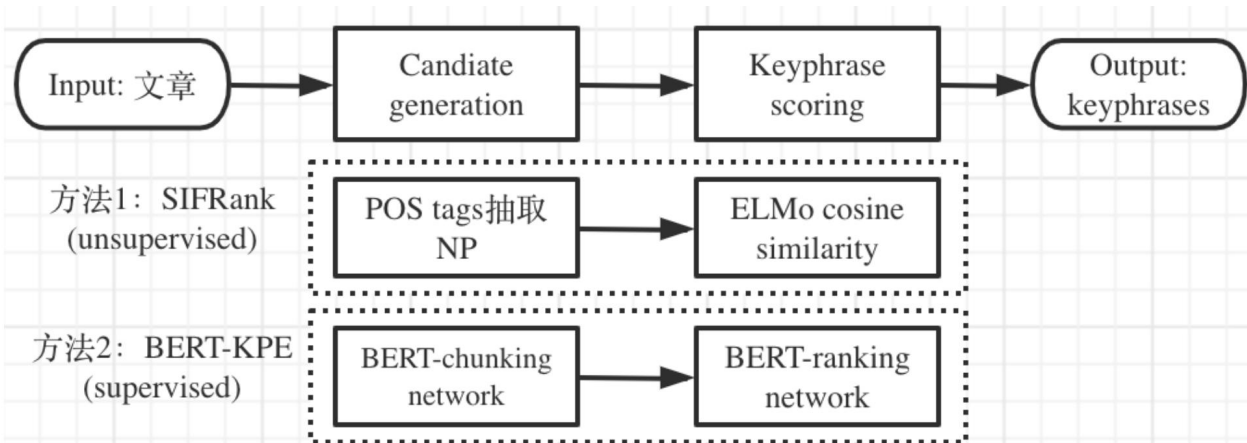 Input: 文章
Candiate
generation
Keyphrase
scoring
Output:
keyphrases
方法1：SIFRank
(unsupervised)
POS tags抽取
NP
ELMo cosine
similarity
方法2：BERT-KPE
(supervised)
BERT-chunking
network
BERT-ranking
network